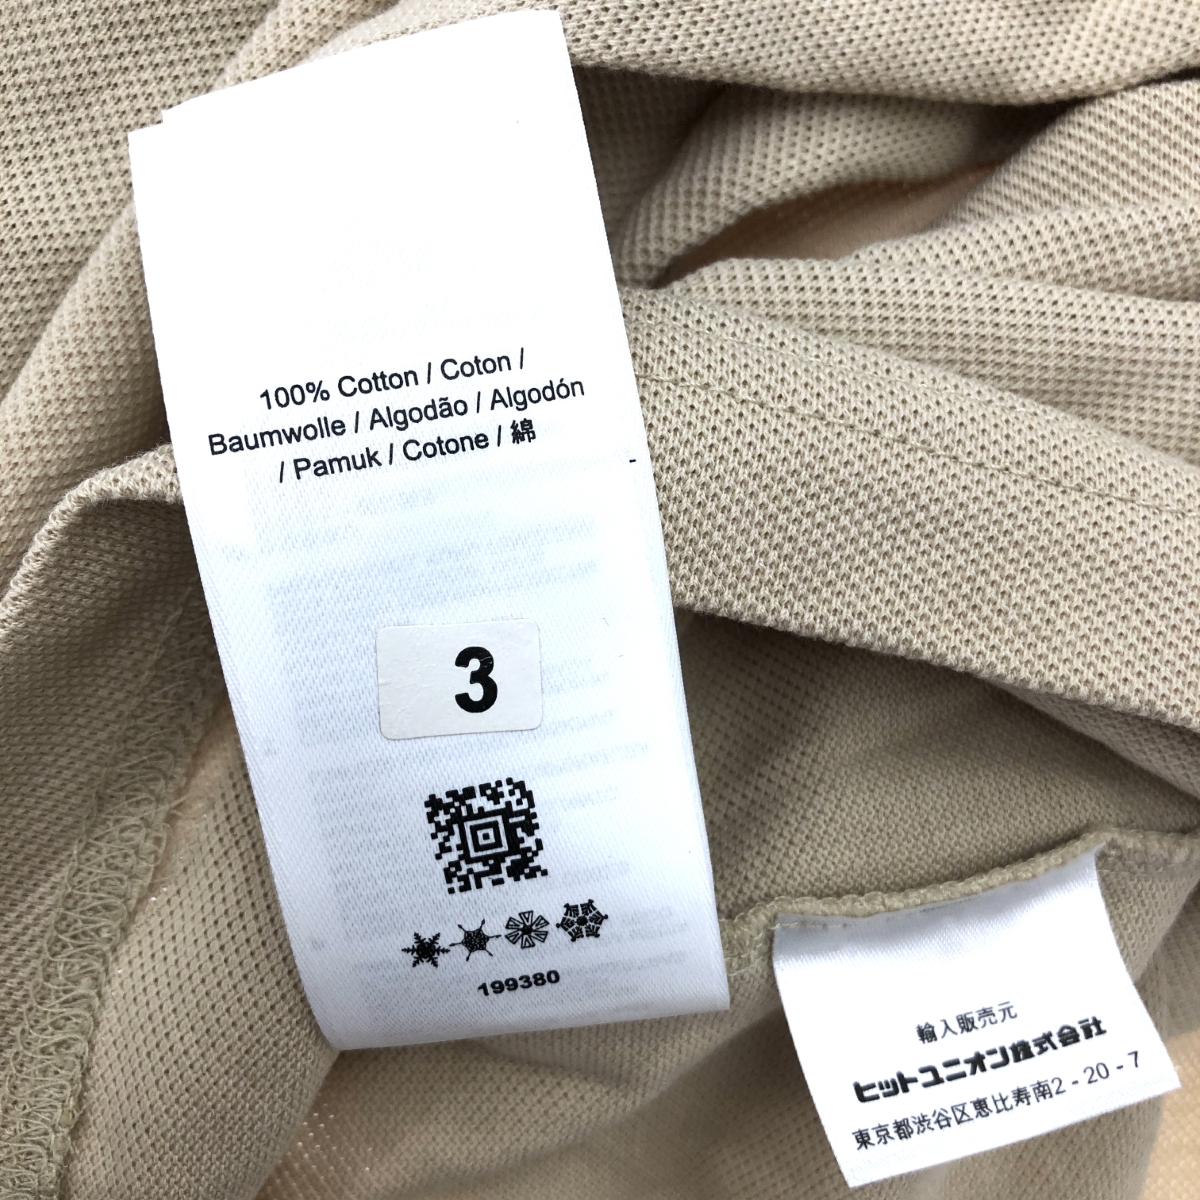 100% Cotton / Coton /
Baumwolle / Algodão / Algodón
/ Pamuk / Cotone / 綿
3
199380
輸入販売元
ヒットユニオン株式会社
東京都渋谷区恵比寿南2-20-7